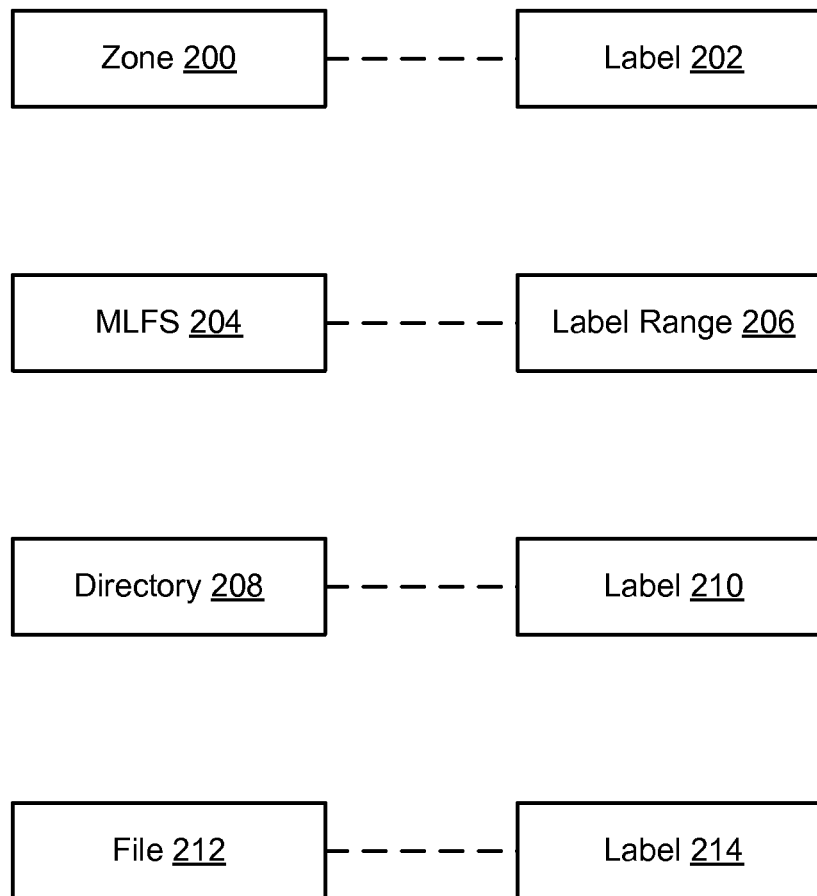 Zone 200
Label 202
MLFS 204
Label Range 206
Directory 208
Label 210
File 212
Label 214